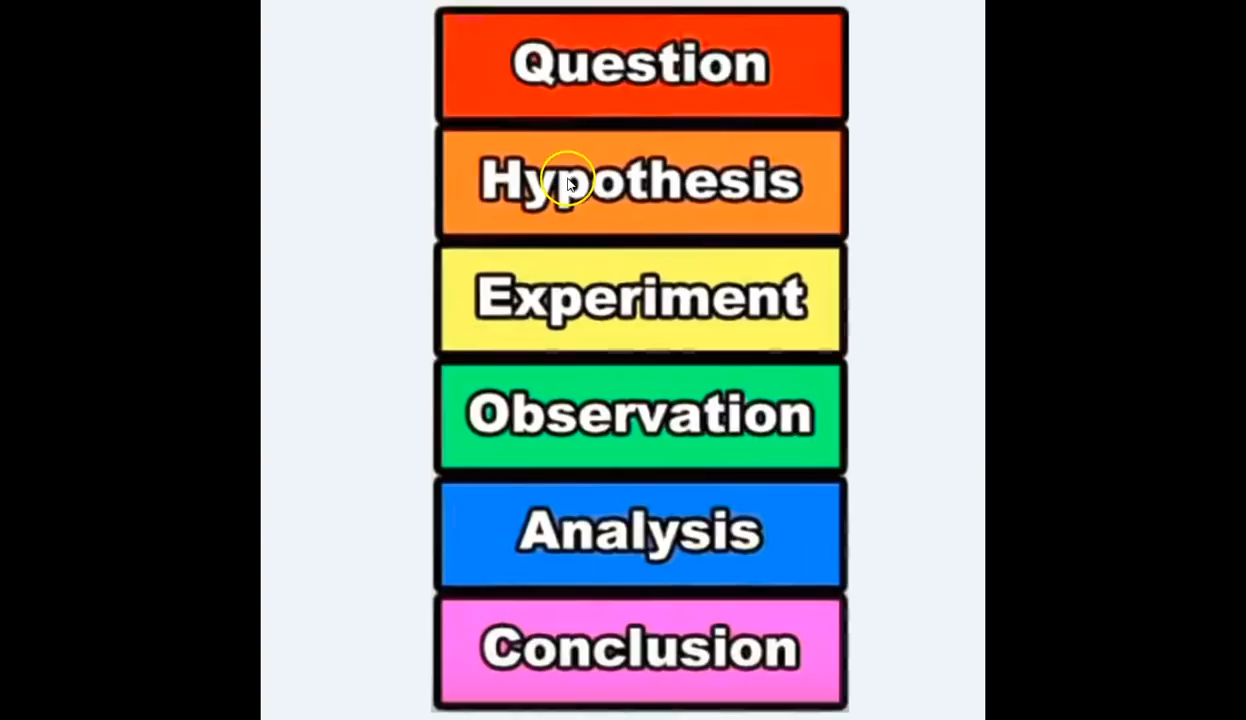 Question
Hypothesis
Experiment
Observation
Analysis
Conclusion